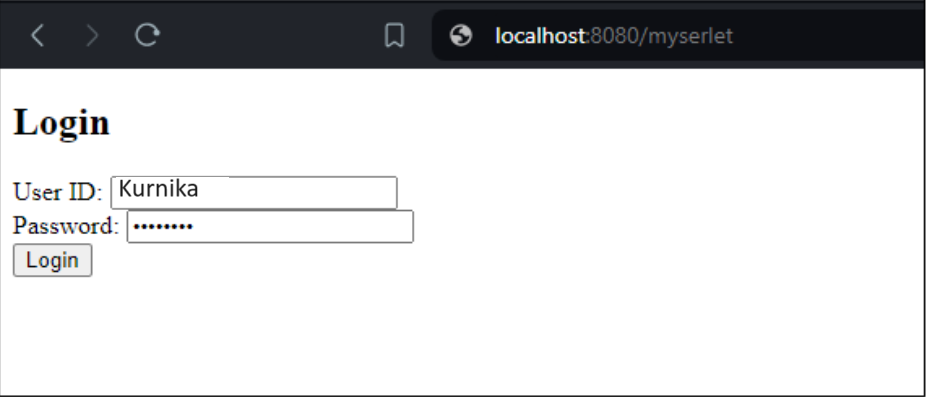 localhost:8080/myserlet
Login
User ID: Kurnika
Password: ••••••••
Login